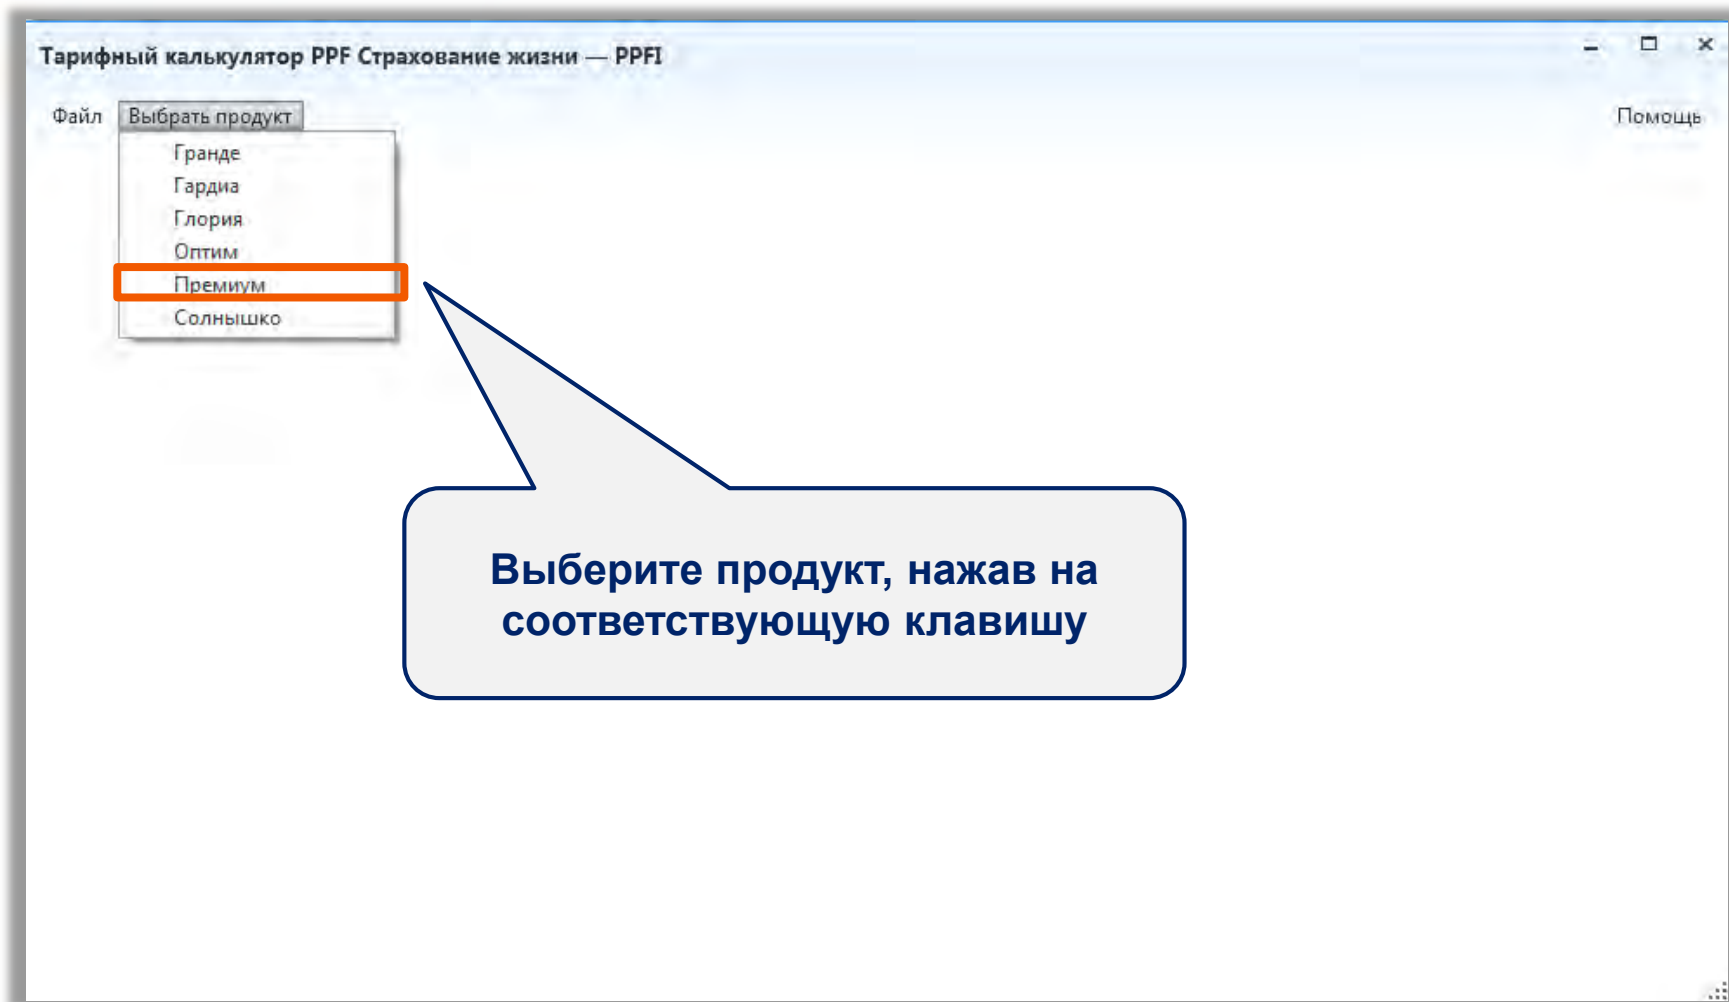 Тарифный калькулятор PPF Страхование жизни — PPFI
Файл Выбрать продукт Помощь
Гранде
Гардиа
Глория
Оптим
Премиум
Солнышко
Выберите продукт, нажав на
соответствующую клавишу